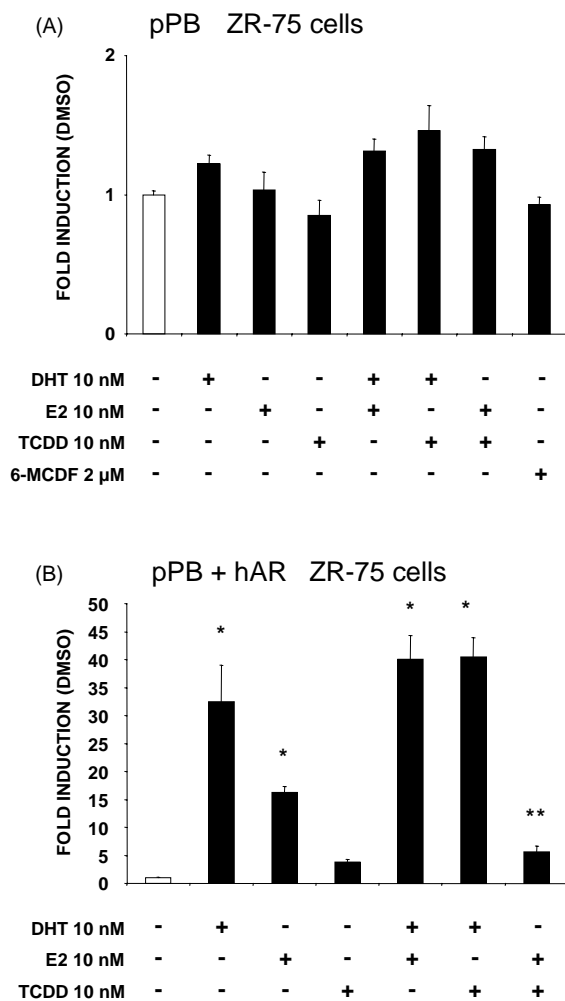 (A) pPB ZR-75 cells
2
1
0
FOLD INDUCTION (DMSO)
DHT 10 nM - + - - + + - -
E2 10 nM - - + - + - + -
TCDD 10 nM - - - + - + + -
6-MCDF 2 µM - - - - - - - +
(B) pPB + hAR ZR-75 cells
50
45
40
35
30
25
20
15
10
5
0
FOLD INDUCTION (DMSO)
* * * * **
DHT 10 nM - + - - + + -
E2 10 nM - - + - + - +
TCDD 10 nM - - - + - + +